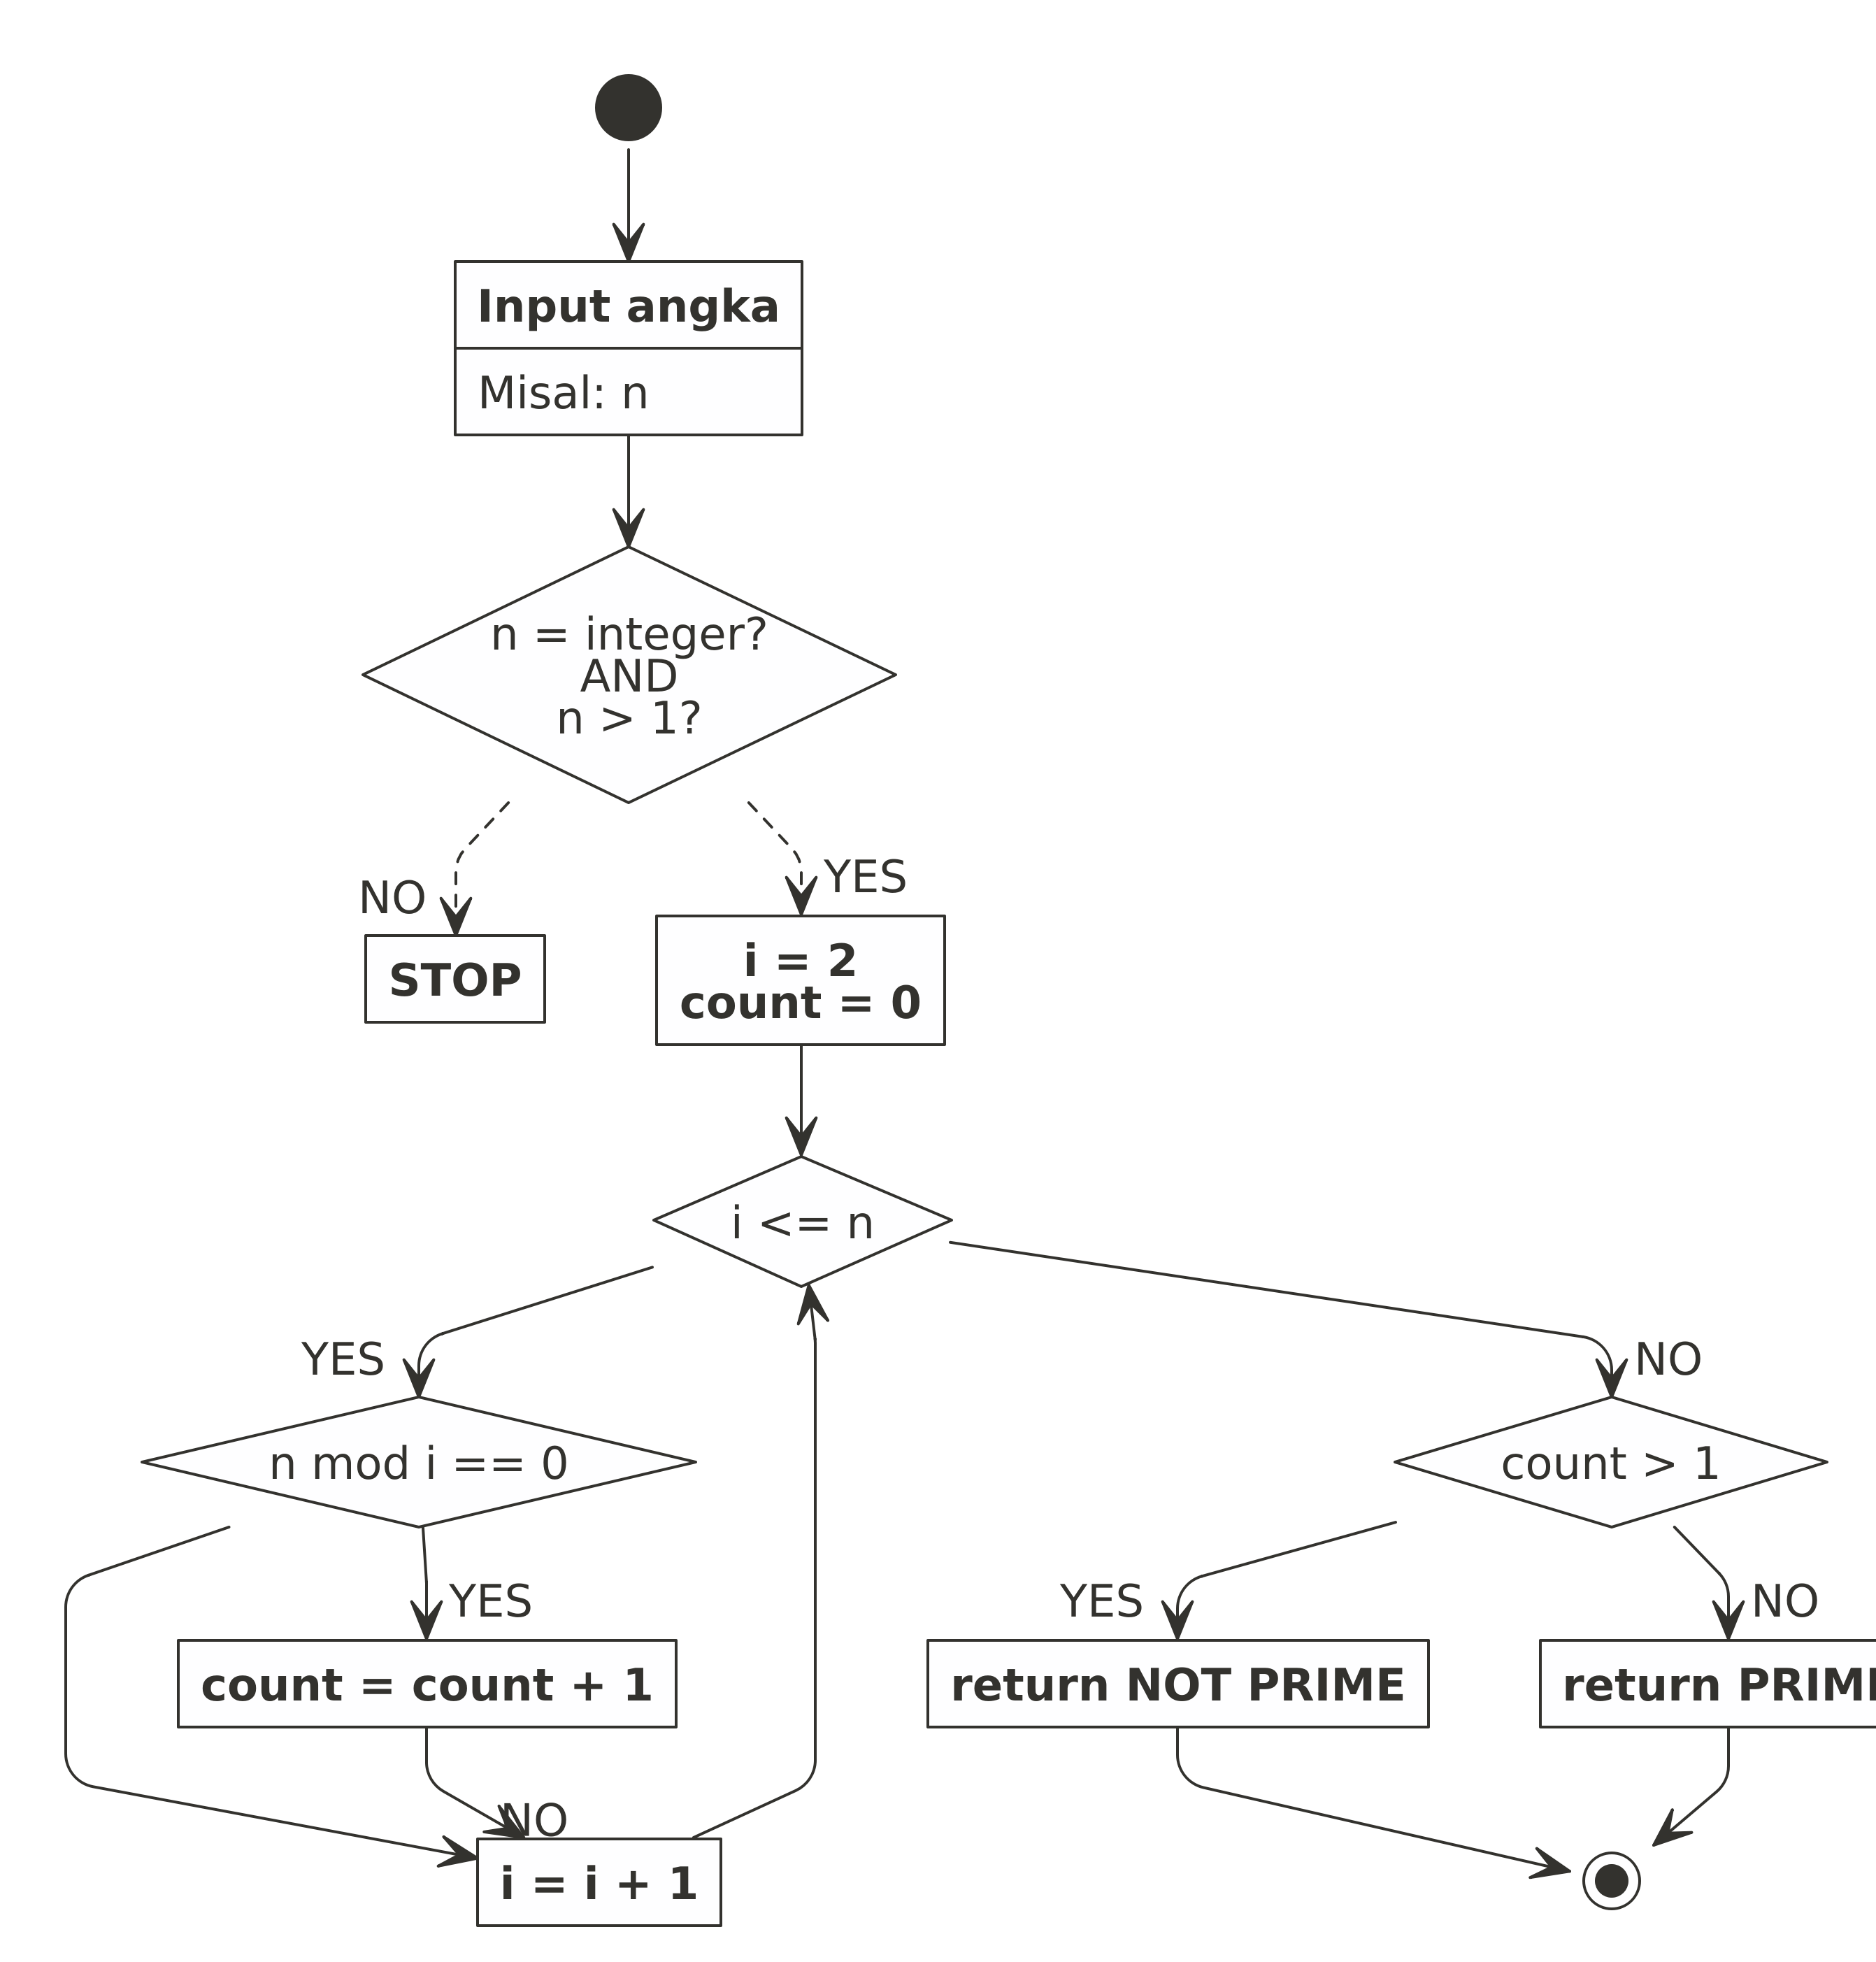 Input angka
Misal: n
n = integer?
AND
n > 1?
NO
YES
STOP
i = 2
count = 0
i <= n
YES
NO
n mod i == 0
count > 1
YES
YES
NO
count = count + 1
return NOT PRIME
return PRIM
NO
i = i + 1